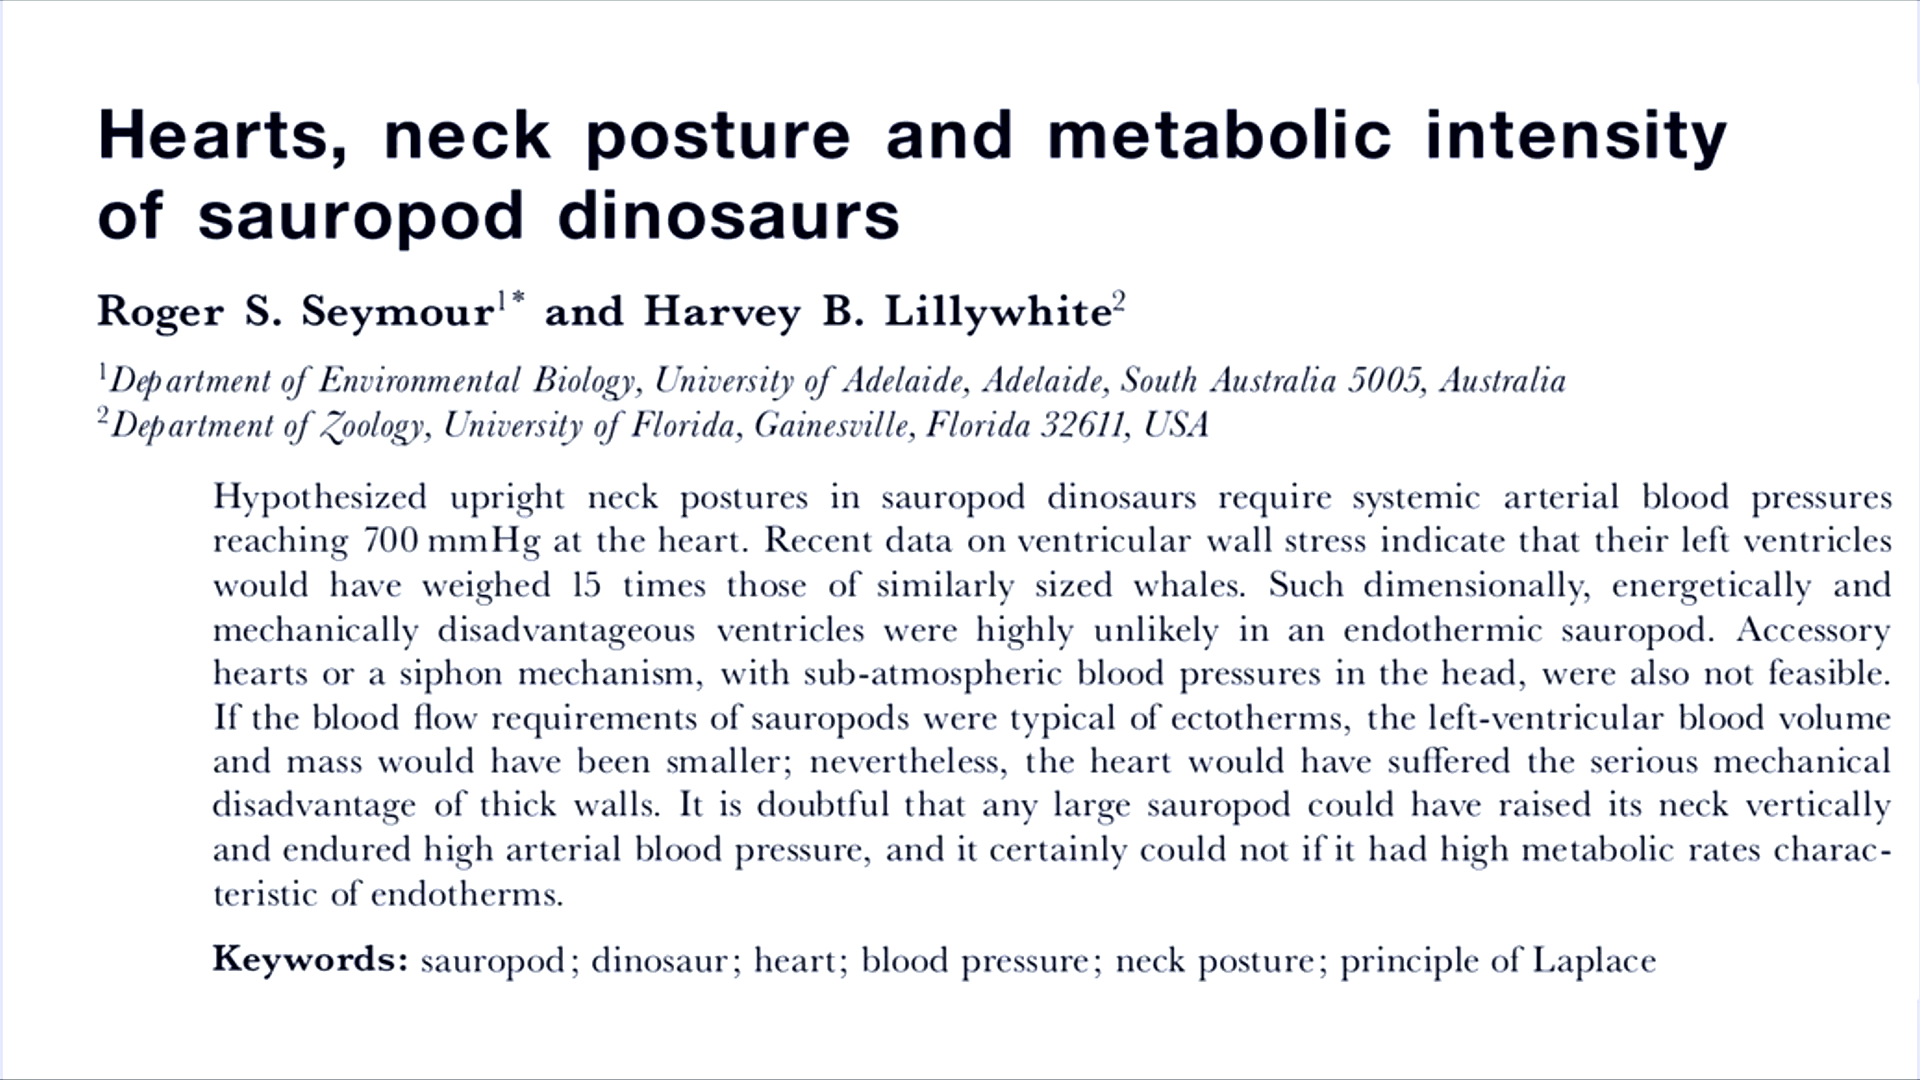 Hearts, neck posture and metabolic intensity
of sauropod dinosaurs
Roger S. Seymour1* and Harvey B. Lillywhite2
1Department of Environmental Biology, University of Adelaide, Adelaide, South Australia 5005, Australia
2Department of Zoology, University of Florida, Gainesville, Florida 32611, USA
Hypothesized upright neck postures in sauropod dinosaurs require systemic arterial blood pressures
reaching 700 mmHg at the heart. Recent data on ventricular wall stress indicate that their left ventricles
would have weighed 15 times those of similarly sized whales. Such dimensionally, energetically and
mechanically disadvantageous ventricles were highly unlikely in an endothermic sauropod. Accessory
hearts or a siphon mechanism, with sub-atmospheric blood pressures in the head, were also not feasible.
If the blood flow requirements of sauropods were typical of ectotherms, the left-ventricular blood volume
and mass would have been smaller; nevertheless, the heart would have suffered the serious mechanical
disadvantage of thick walls. It is doubtful that any large sauropod could have raised its neck vertically
and endured high arterial blood pressure, and it certainly could not if it had high metabolic rates charac-
teristic of endotherms.
Keywords: sauropod; dinosaur; heart; blood pressure; neck posture; principle of Laplace